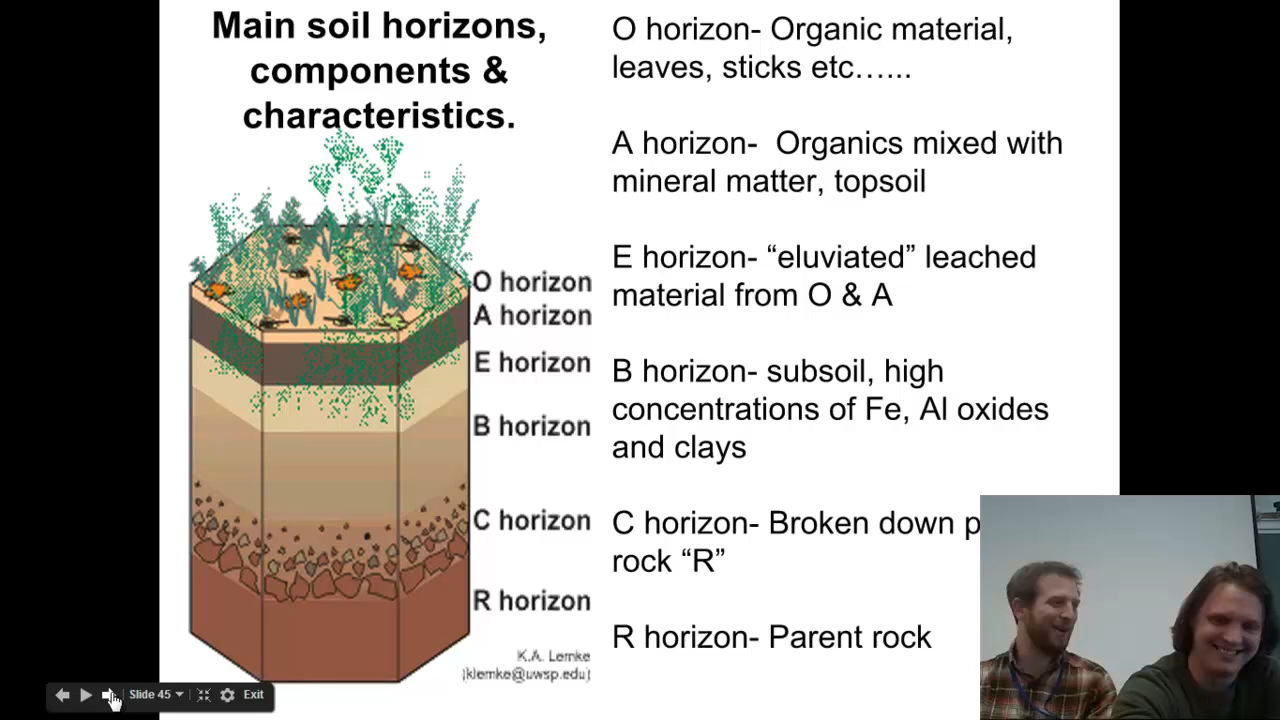 Main soil horizons,
components &
characteristics.
O horizon
A horizon
E horizon
B horizon
C horizon
R horizon
K.A. Lemke
(klemke@uwsp.edu)
O horizon- Organic material,
leaves, sticks etc…...
A horizon- Organics mixed with
mineral matter, topsoil
E horizon- “eluviated” leached
material from O & A
B horizon- subsoil, high
concentrations of Fe, Al oxides
and clays
C horizon- Broken down p
rock “R”
R horizon- Parent rock
Slide 45
Exit